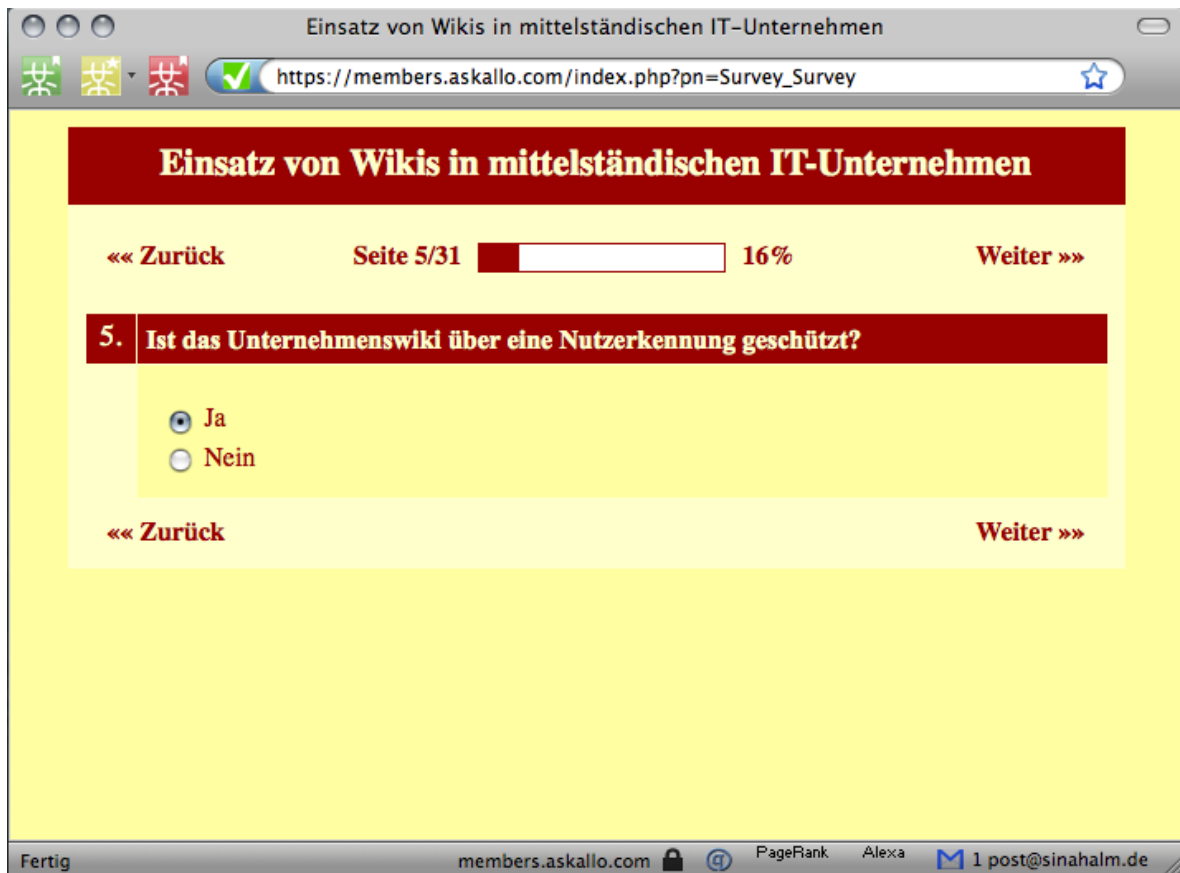 Einsatz von Wikis in mittelständischen IT-Unternehmen
https://members.askallo.com/index.php?pn=Survey_Survey
Einsatz von Wikis in mittelständischen IT-Unternehmen
«« Zurück Seite 5/31 16% Weiter »»
5. Ist das Unternehmenswiki über eine Nutzerkennung geschützt?
Ja
Nein
«« Zurück Weiter »»
Fertig members.askallo.com @ PageRank Alexa 1 post@sinahalm.de